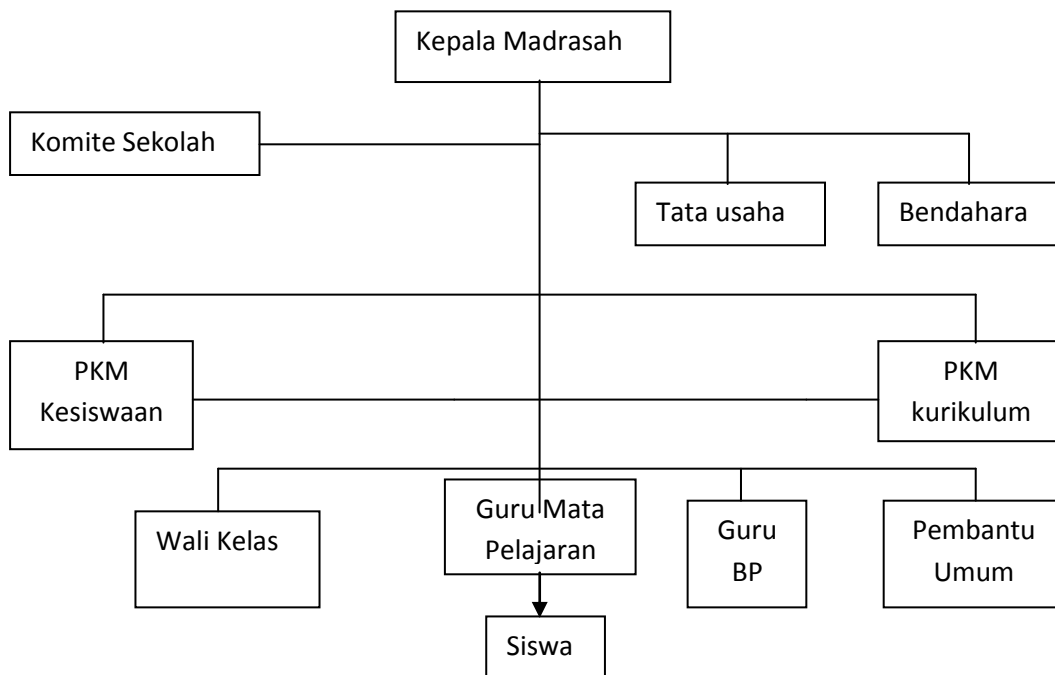 Kepala Madrasah
Komite Sekolah
Tata usaha
Bendahara
PKM
Kesiswaan
PKM
kurikulum
Wali Kelas
Guru Mata
Pelajaran
Guru
BP
Pembantu
Umum
Siswa